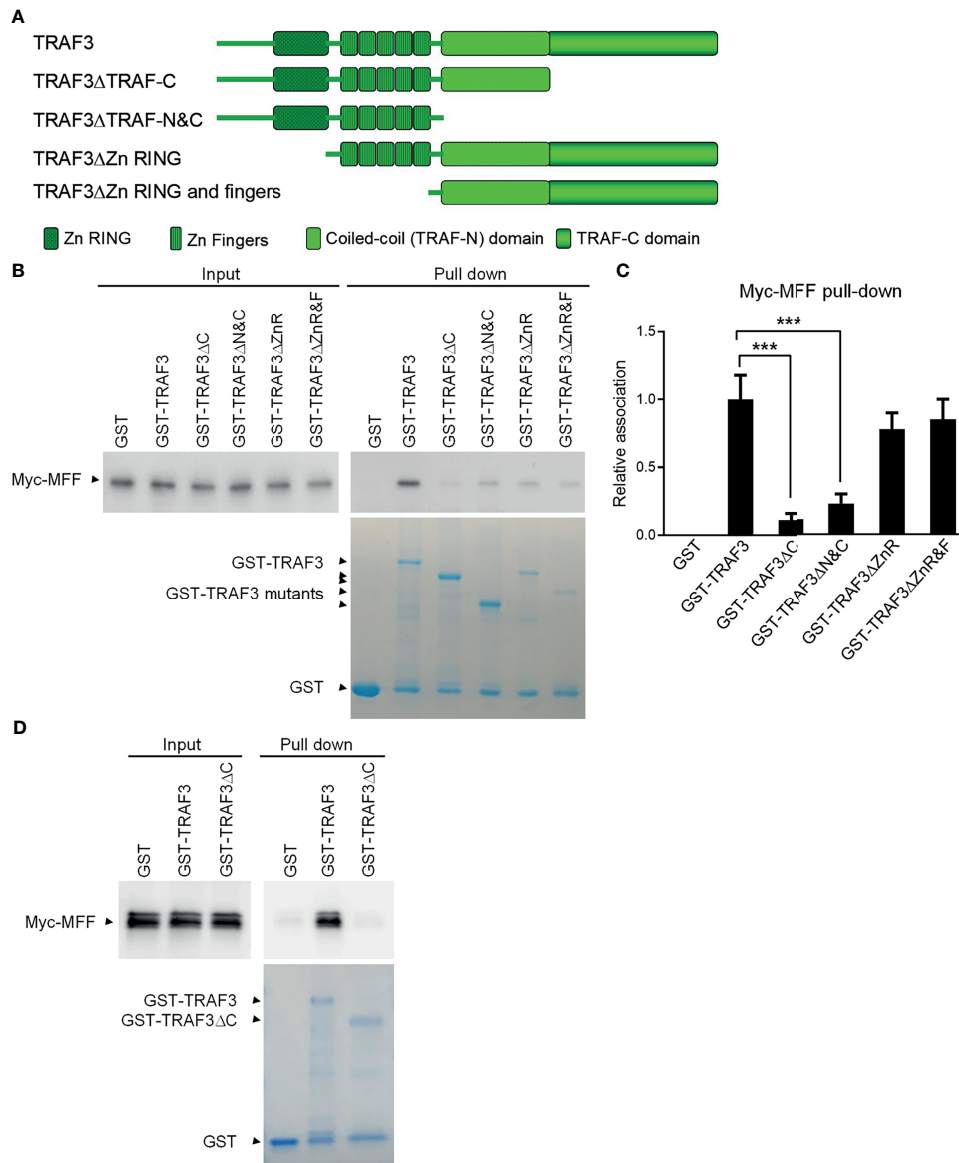 A
TRAF3
TRAF3ΔTRAF-C
TRAF3ΔTRAF-N&C
TRAF3ΔZn RING
TRAF3ΔZn RING and fingers
Zn RING
Zn Fingers
Coiled-coil (TRAF-N) domain
TRAF-C domain
B
Input
Pull down
GST
GST-TRAF3
GST-TRAF3ΔC
GST-TRAF3ΔN&C
GST-TRAF3ΔZnR
GST-TRAF3ΔZnR&F
GST
GST-TRAF3
GST-TRAF3ΔC
GST-TRAF3ΔN&C
GST-TRAF3ΔZnR
GST-TRAF3ΔZnR&F
Myc-MFF
GST-TRAF3
GST-TRAF3 mutants
GST
C
Myc-MFF pull-down
Relative association
1.5
1.0
0.5
0.0
***
***
GST
GST-TRAF3
GST-TRAF3ΔC
GST-TRAF3ΔN&C
GST-TRAF3ΔZnR
GST-TRAF3ΔZnR&F
D
Input
Pull down
GST
GST-TRAF3
GST-TRAF3ΔC
GST
GST-TRAF3
GST-TRAF3ΔC
Myc-MFF
GST-TRAF3
GST-TRAF3ΔC
GST